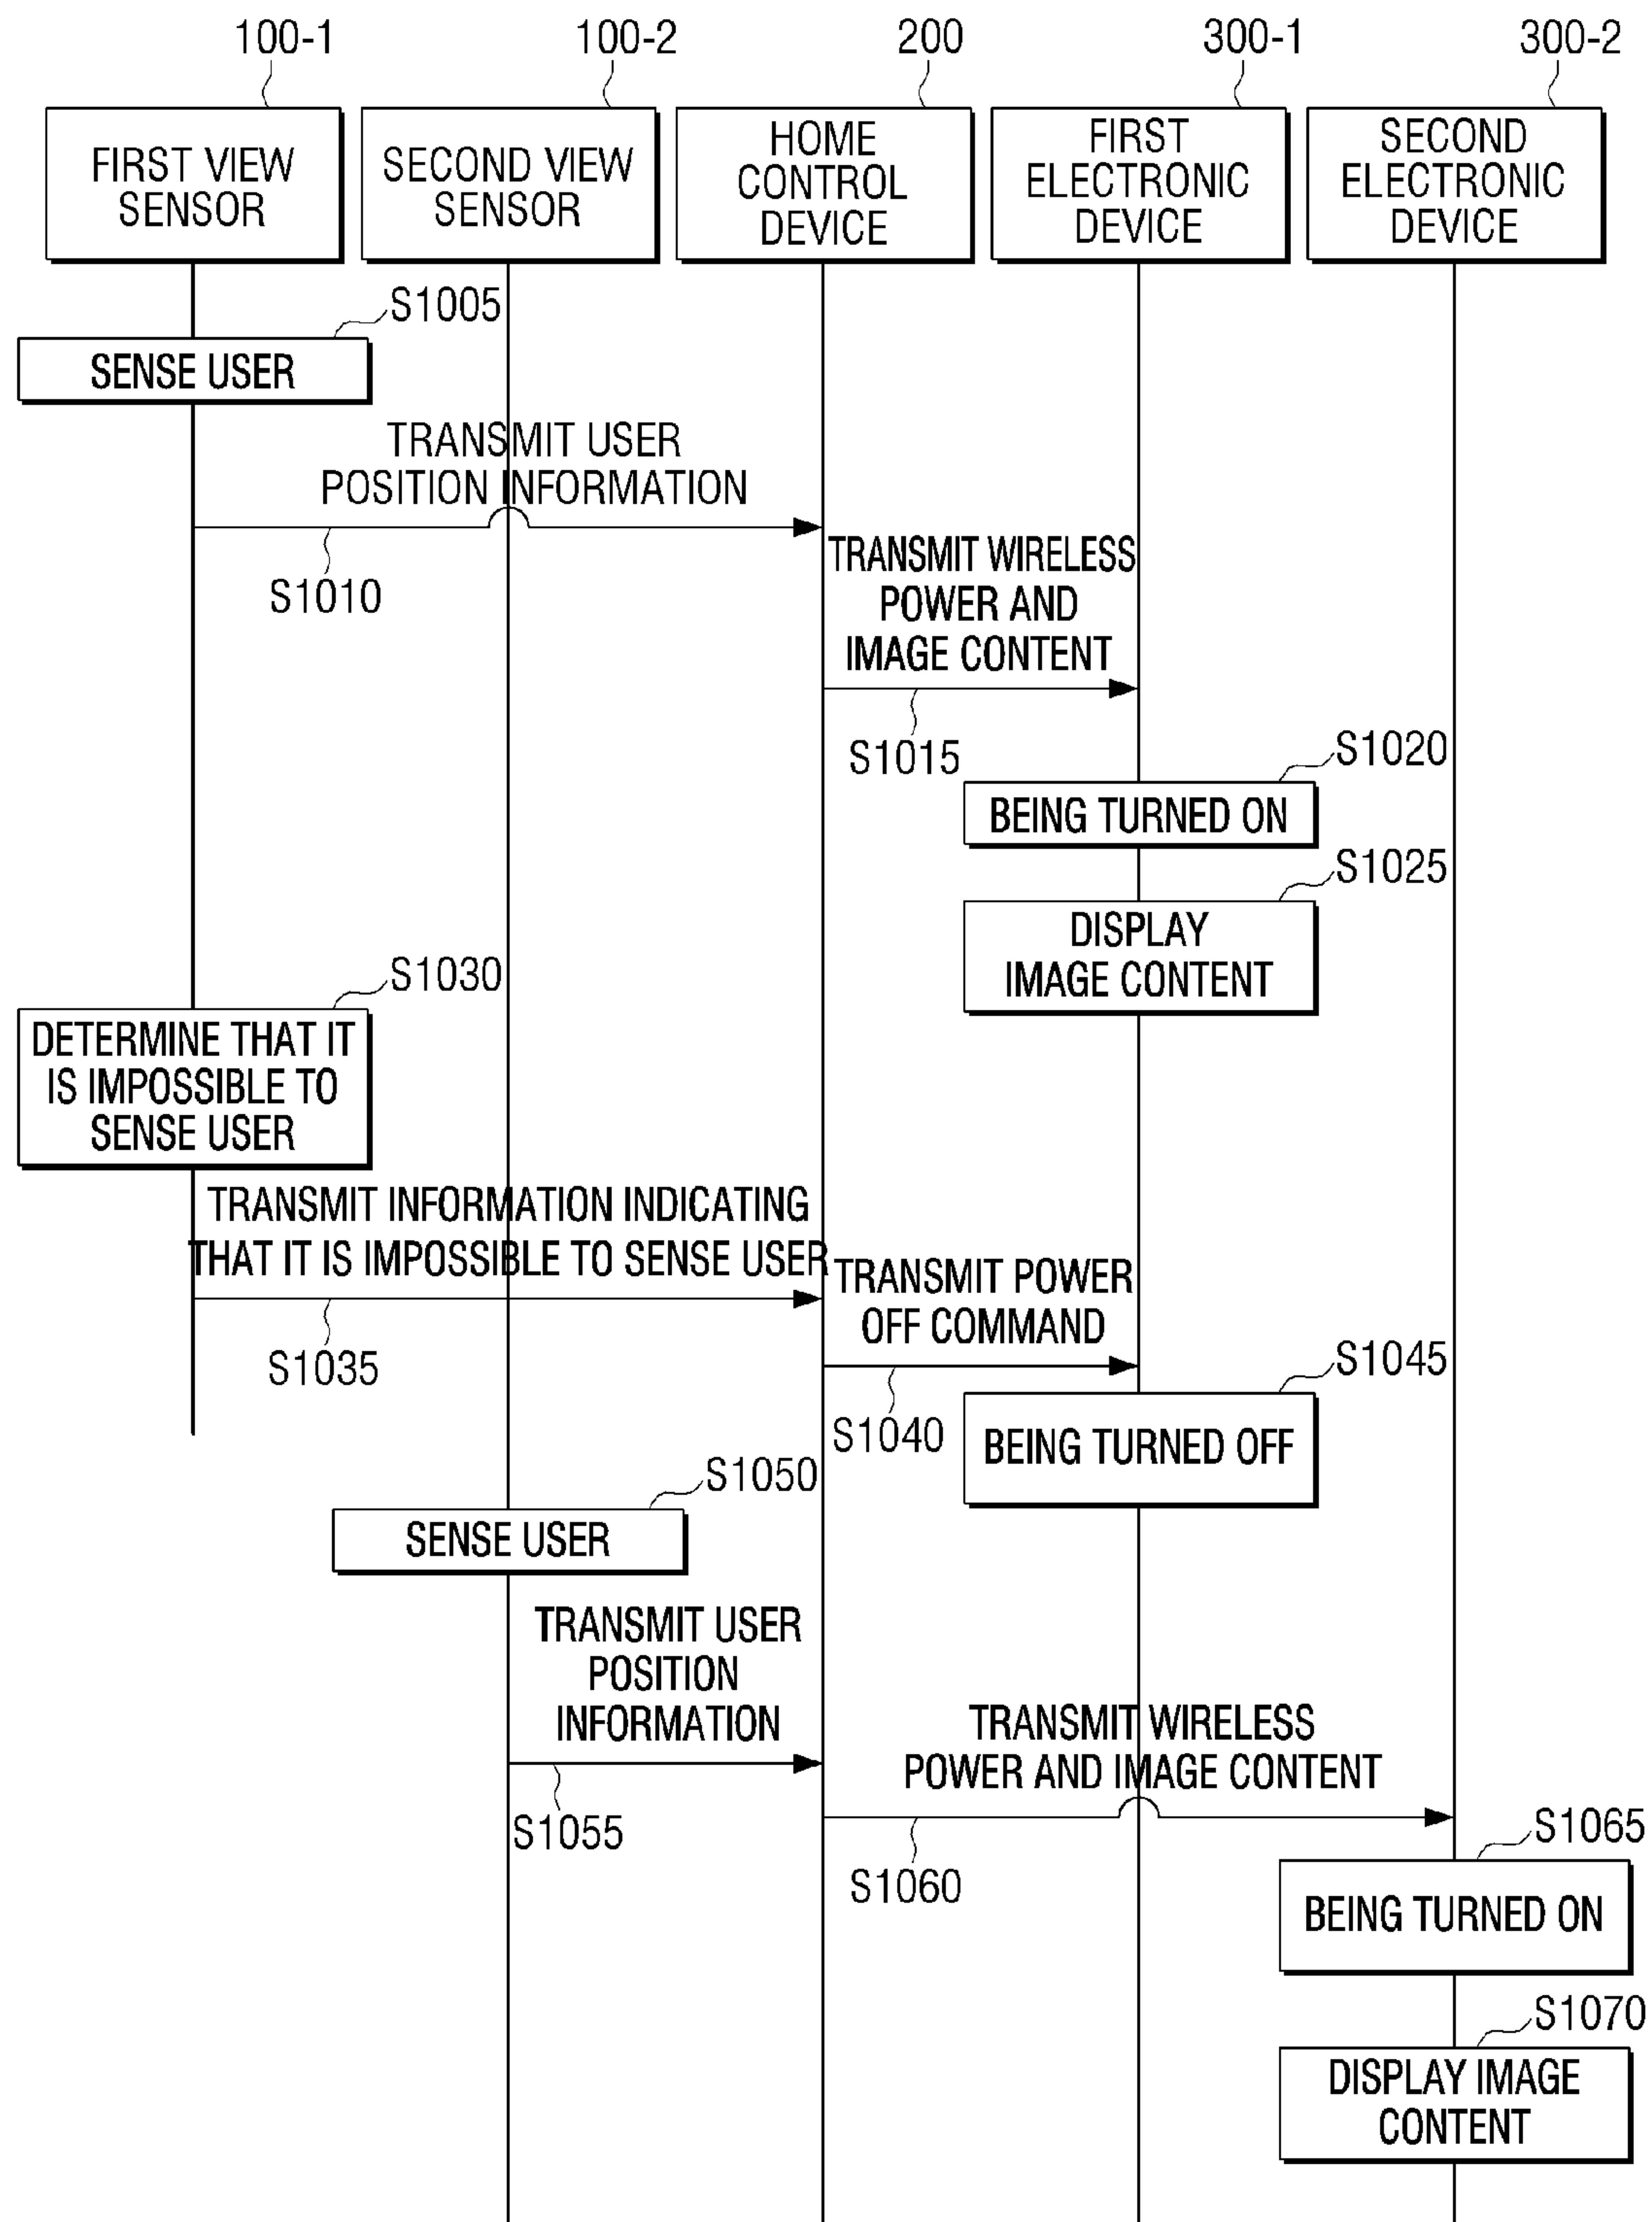 100-1
100-2
200
300-1
300-2
FIRST VIEW
SENSOR
SECOND VIEW
SENSOR
HOME
CONTROL
DEVICE
FIRST
ELECTRONIC
DEVICE
SECOND
ELECTRONIC
DEVICE
S1005
SENSE USER
TRANSMIT USER
POSITION INFORMATION
S1010
TRANSMIT WIRELESS
POWER AND
IMAGE CONTENT
S1015
S1020
BEING TURNED ON
S1025
DISPLAY
IMAGE CONTENT
S1030
DETERMINE THAT IT
IS IMPOSSIBLE TO
SENSE USER
TRANSMIT INFORMATION INDICATING
THAT IT IS IMPOSSIBLE TO SENSE USER
S1035
TRANSMIT POWER
OFF COMMAND
S1040
S1045
BEING TURNED OFF
S1050
SENSE USER
TRANSMIT USER
POSITION
INFORMATION
S1055
TRANSMIT WIRELESS
POWER AND IMAGE CONTENT
S1060
S1065
BEING TURNED ON
S1070
DISPLAY IMAGE
CONTENT